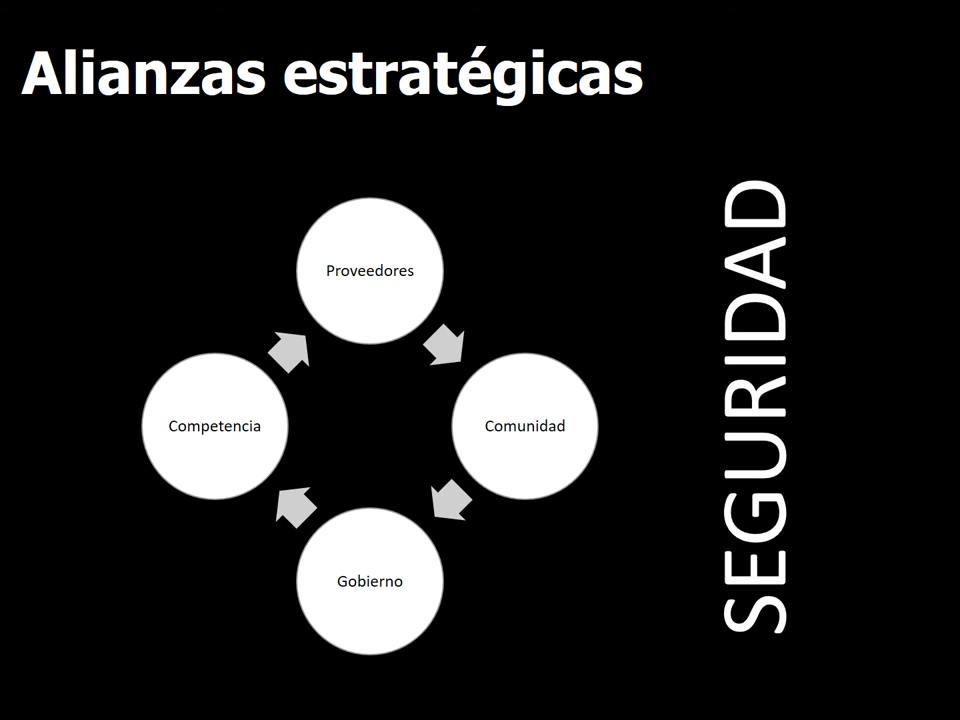 Alianzas estratégicas
Proveedores
Comunidad
Gobierno
Competencia
SEGURIDAD